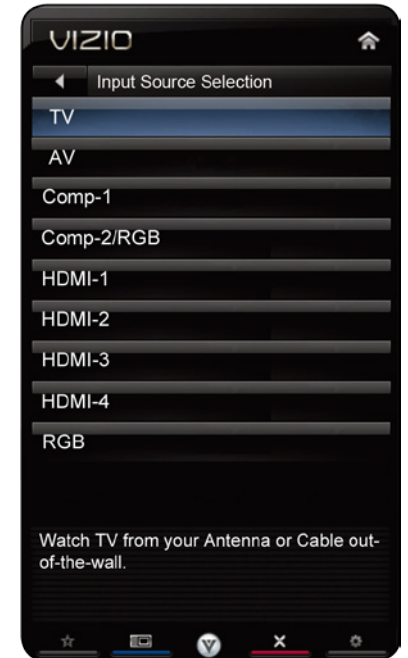 VIZIO
Input Source Selection
TV
AV
Comp-1
Comp-2/RGB
HDMI-1
HDMI-2
HDMI-3
HDMI-4
RGB
Watch TV from your Antenna or Cable out-
of-the-wall.
V